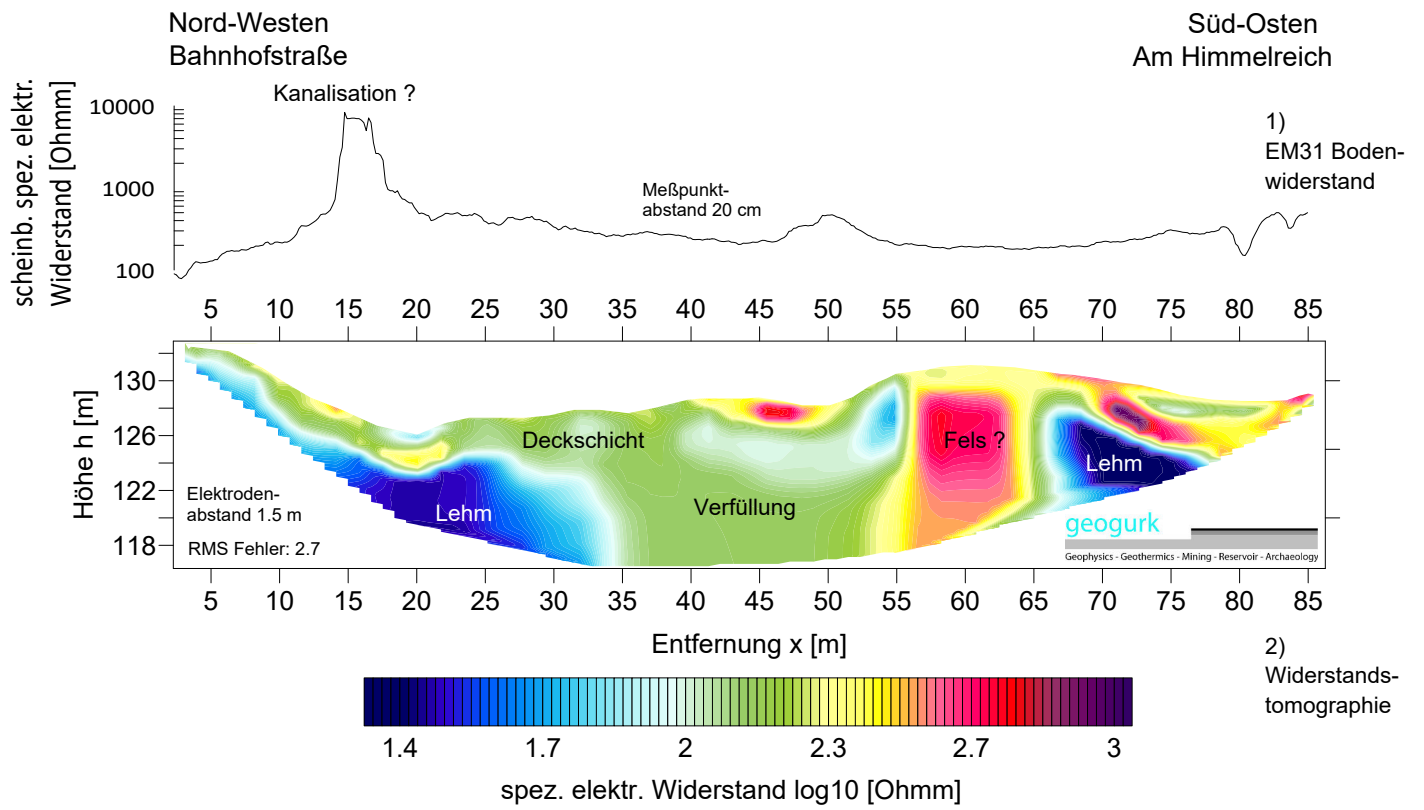 Nord-Westen
Bahnhofstraße
Süd-Osten
Am Himmelreich
scheinb. spez. elektr.
Widerstand [Ohmm]
10000
1000
100
Kanalisation ?
Meßpunkt-
abstand 20 cm
1)
EM31 Boden-
widerstand
5 10 15 20 25 30 35 40 45 50 55 60 65 70 75 80 85
Höhe h [m]
130
126
122
118
Deckschicht
Fels ?
Lehm
Verfüllung
Lehm
Elektroden-
abstand 1.5 m
RMS Fehler: 2.7
geogurk
Geophysics - Geothermics - Mining - Reservoir - Archaeology
5 10 15 20 25 30 35 40 45 50 55 60 65 70 75 80 85
Entfernung x [m]
2)
Widerstands-
tomographie
1.4 1.7 2 2.3 2.7 3
spez. elektr. Widerstand log10 [Ohmm]